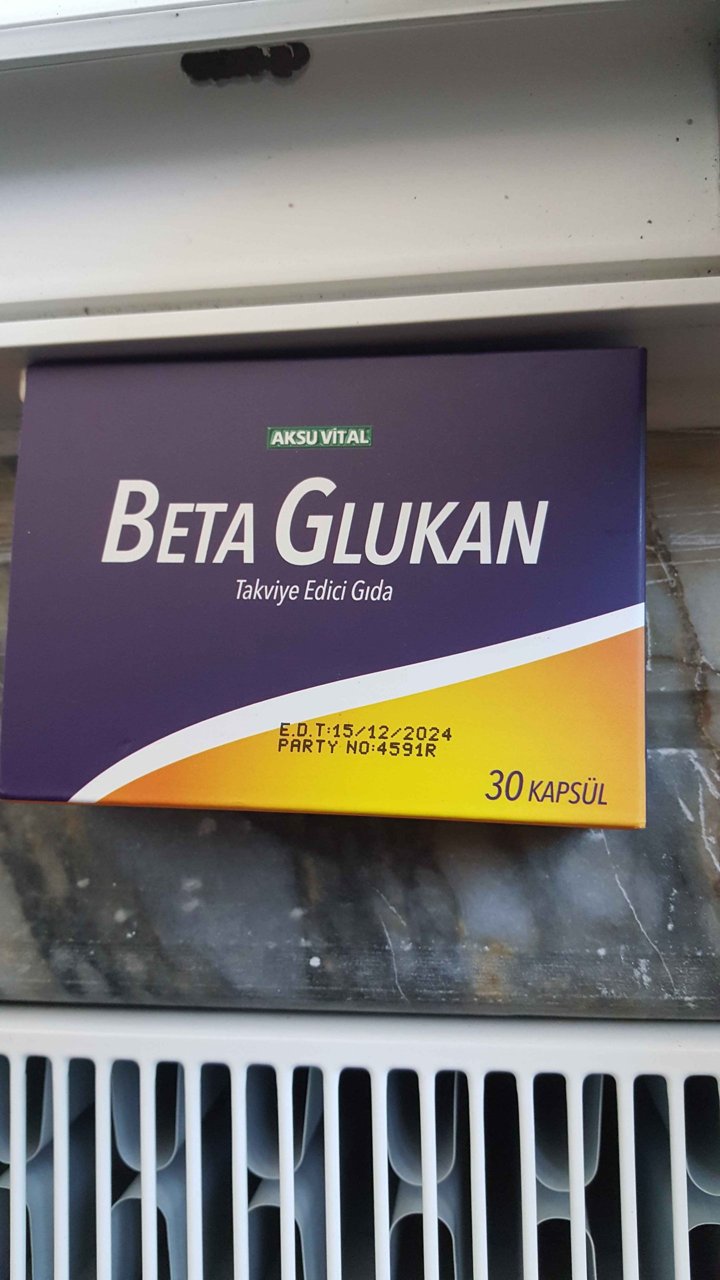 AKSU VİTAL
BETA GLUKAN
Takviye Edici Gıda
E.D.T:15/12/2024
PARTY NO:4591R
30 KAPSÜL